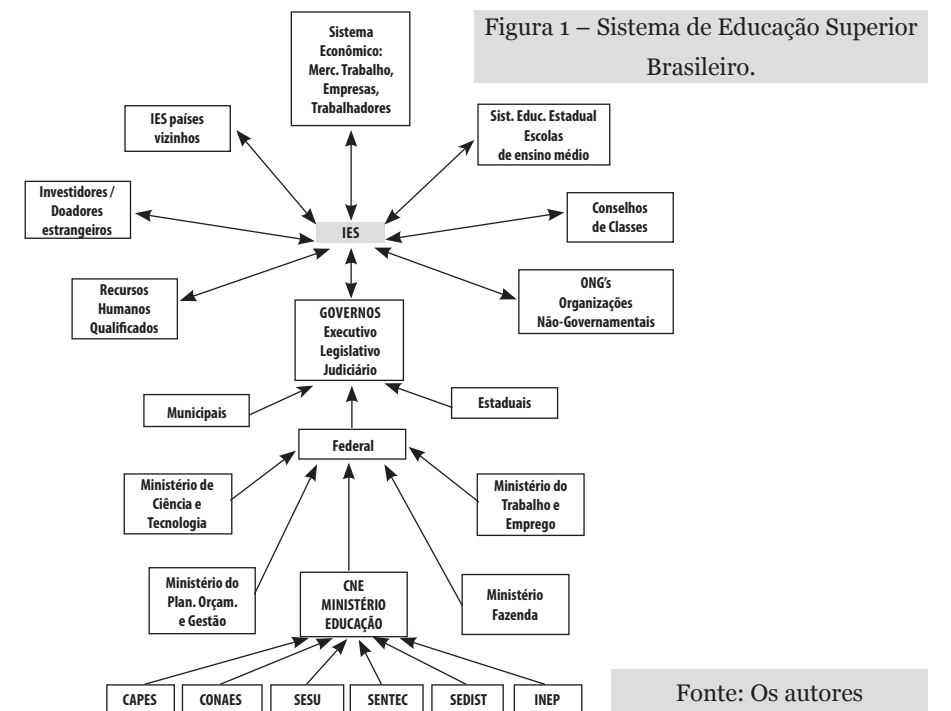 Figura 1 – Sistema de Educação Superior
Brasileiro.
Sistema
Econômico:
Merc. Trabalho,
Empresas,
Trabalhadores
IES países
vizinhos
Sist. Educ. Estadual
Escolas
de ensino médio
Investidores /
Doadores
estrangeiros
Conselhos
de Classes
IES
Recursos
Humanos
Qualificados
ONG's
Organizações
Não-Governamentais
GOVERNOS
Executivo
Legislativo
Judiciário
Municipais
Estaduais
Federal
Ministério de
Ciência e
Tecnologia
Ministério do
Trabalho e
Emprego
Ministério do
Plan. Orçam.
e Gestão
CNE
MINISTÉRIO
EDUCAÇÃO
Ministério
Fazenda
CAPES
CONAES
SESU
SENTEC
SEDIST
INEP
Fonte: Os autores